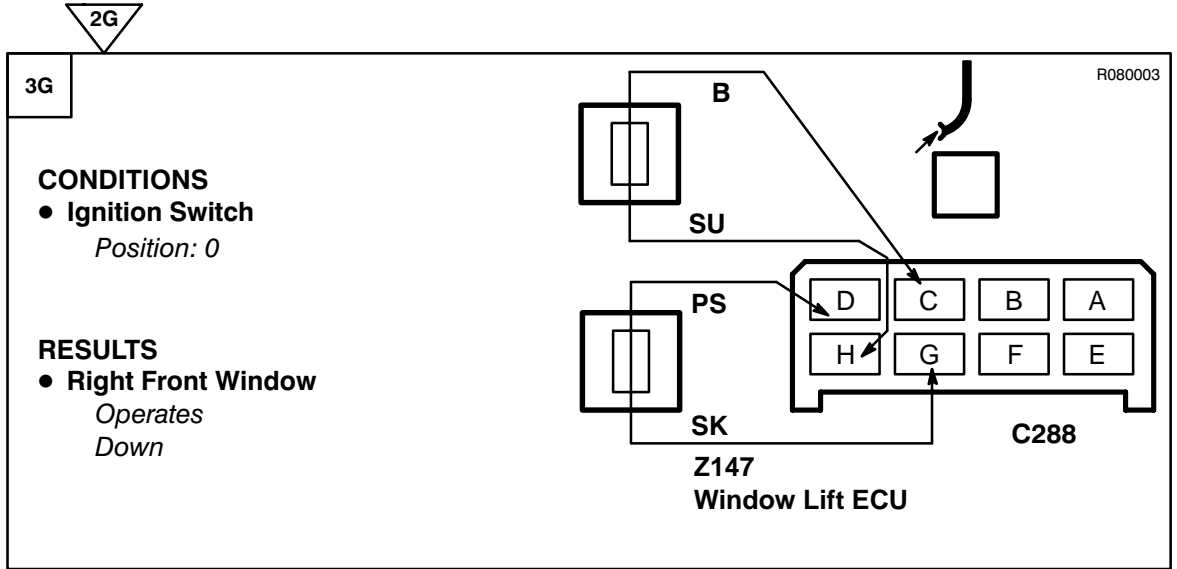 2G
3G
R080003
CONDITIONS
● Ignition Switch
Position: 0
RESULTS
● Right Front Window
Operates
Down
B
SU
PS
SK
D C B A
H G F E
C288
Z147
Window Lift ECU